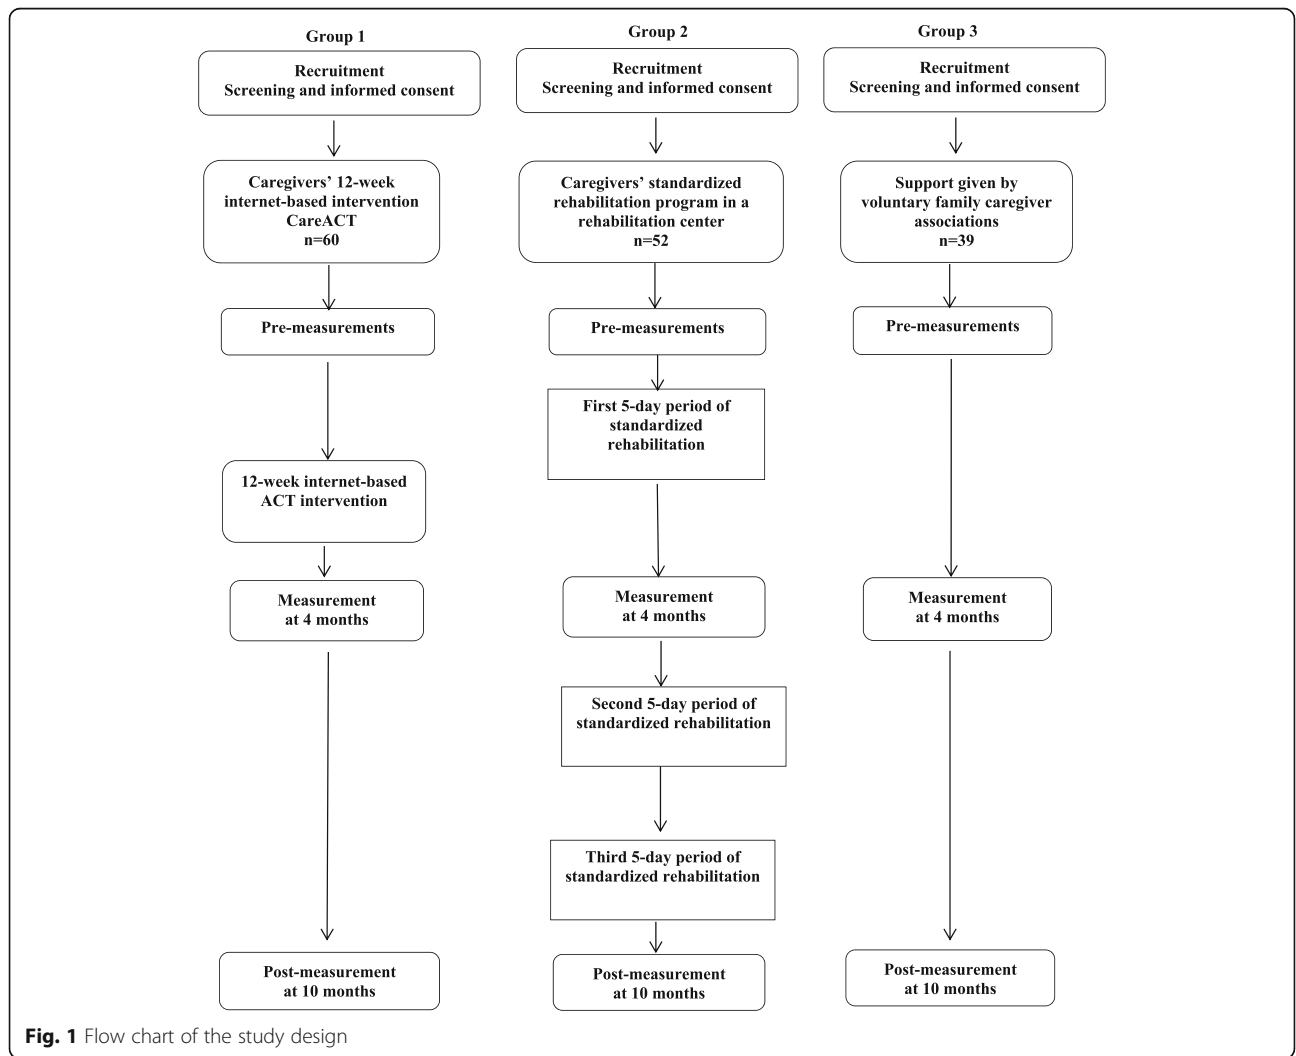 Group 1
Recruitment
Screening and informed consent
Caregivers’ 12-week
internet-based intervention
CareACT
n=60
Pre-measurements
12-week internet-based
ACT intervention
Measurement
at 4 months
Post-measurement
at 10 months
Group 2
Recruitment
Screening and informed consent
Caregivers’ standardized
rehabilitation program in a
rehabilitation center
n=52
Pre-measurements
First 5-day period of
standardized
rehabilitation
Measurement
at 4 months
Second 5-day period of
standardized rehabilitation
Third 5-day period of
standardized rehabilitation
Post-measurement
at 10 months
Group 3
Recruitment
Screening and informed consent
Support given by
voluntary family caregiver
associations
n=39
Pre-measurements
Measurement
at 4 months
Post-measurement
at 10 months
Fig. 1 Flow chart of the study design